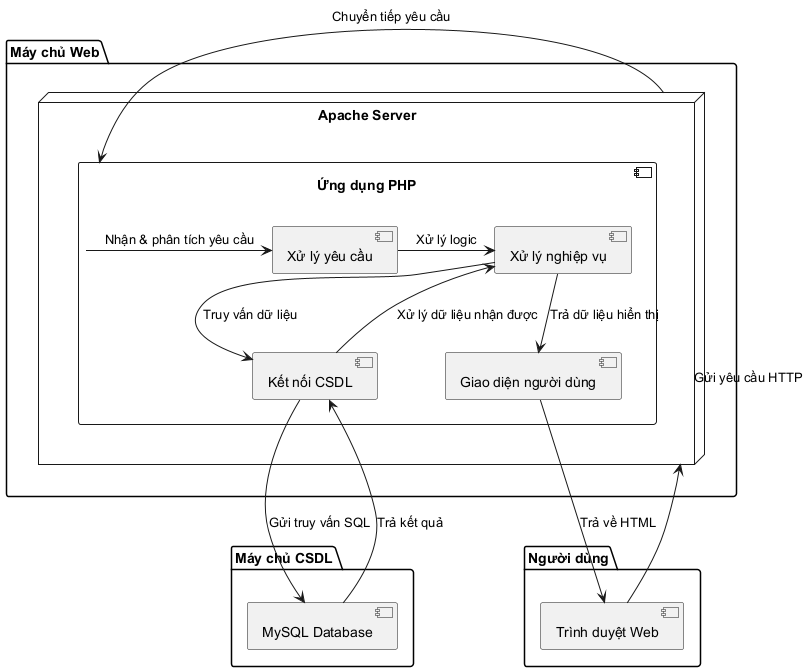 Chuyển tiếp yêu cầu
Máy chủ Web
Apache Server
Ứng dụng PHP
Nhận & phân tích yêu cầu
Xử lý yêu cầu
Xử lý logic
Xử lý nghiệp vụ
Truy vấn dữ liệu
Xử lý dữ liệu nhận được
Trả dữ liệu hiển thị
Kết nối CSDL
Giao diện người dùng
Gửi yêu cầu HTTP
Gửi truy vấn SQL
Trả kết quả
Trả về HTML
Máy chủ CSDL
Người dùng
MySQL Database
Trình duyệt Web